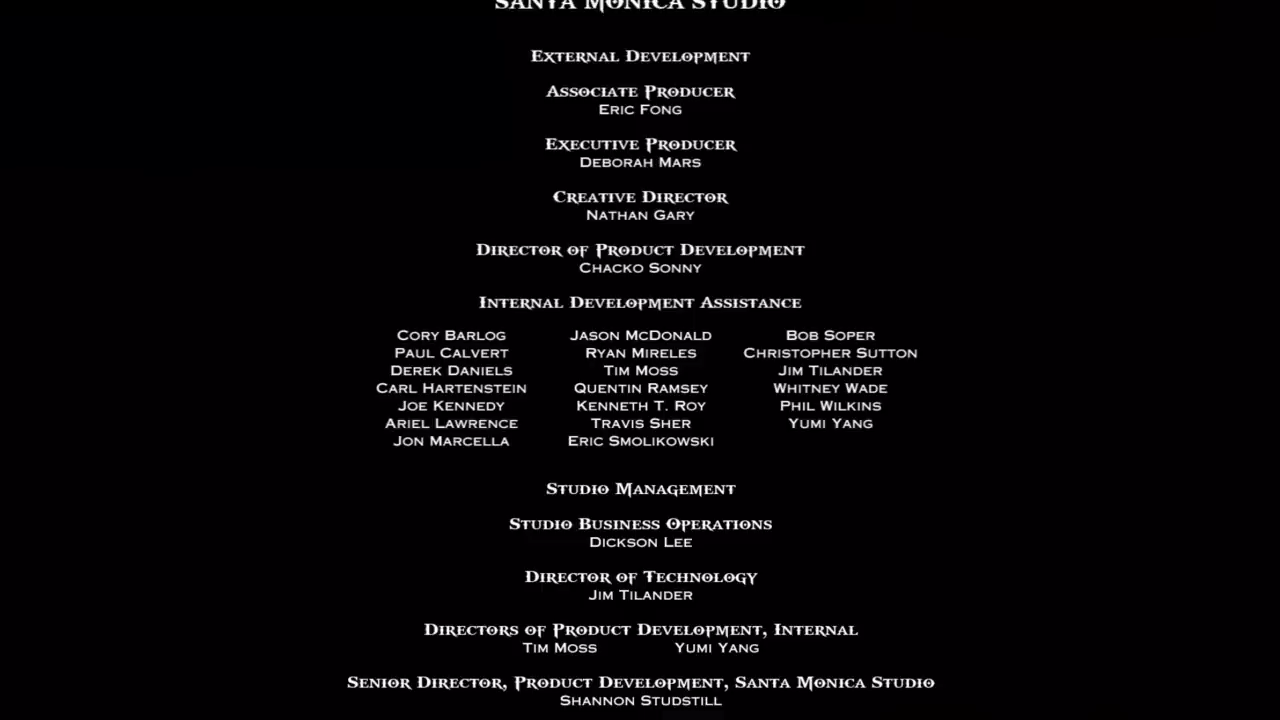 Santa Monica Studio
External Development
Associate Producer
Eric Fong
Executive Producer
Deborah Mars
Creative Director
Nathan Gary
Director of Product Development
Chacko Sonny
Internal Development Assistance
Cory Barlog Jason McDonald Bob Soper
Paul Calvert Ryan Mireles Christopher Sutton
Derek Daniels Tim Moss Jim Tilander
Carl Hartenstein Quentin Ramsey Whitney Wade
Joe Kennedy Kenneth T. Roy Phil Wilkins
Ariel Lawrence Travis Sher Yumi Yang
Jon Marcella Eric Smolikowski
Studio Management
Studio Business Operations
Dickson Lee
Director of Technology
Jim Tilander
Directors of Product Development, Internal
Tim Moss Yumi Yang
Senior Director, Product Development, Santa Monica Studio
Shannon Studstill